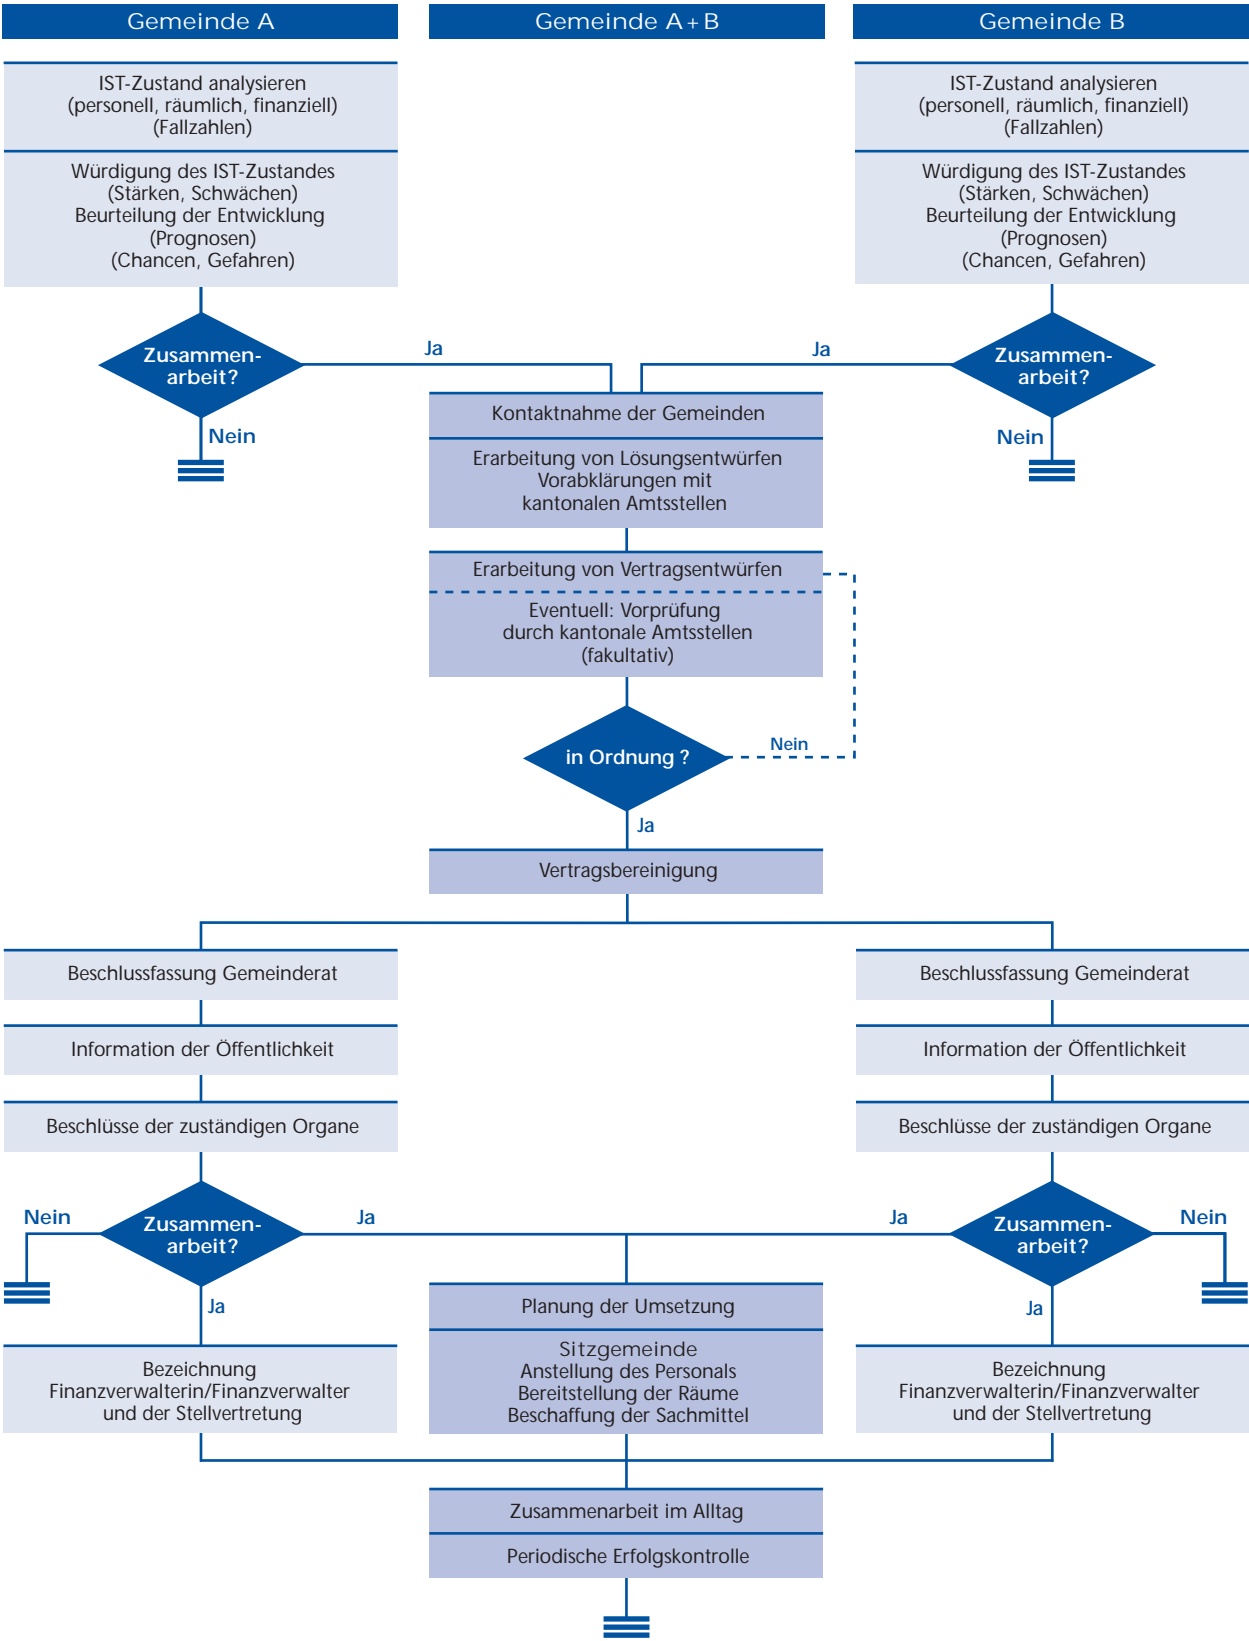 Gemeinde A
Gemeinde A + B
Gemeinde B
IST-Zustand analysieren
(personell, räumlich, finanziell)
(Fallzahlen)
Würdigung des IST-Zustandes
(Stärken, Schwächen)
Beurteilung der Entwicklung
(Prognosen)
(Chancen, Gefahren)
IST-Zustand analysieren
(personell, räumlich, finanziell)
(Fallzahlen)
Würdigung des IST-Zustandes
(Stärken, Schwächen)
Beurteilung der Entwicklung
(Prognosen)
(Chancen, Gefahren)
Zusammen-
arbeit?
Ja
Nein
Ja
Zusammen-
arbeit?
Nein
Kontaktnahme der Gemeinden
Erarbeitung von Lösungsentwürfen
Vorabklärungen mit
kantonalen Amtsstellen
Erarbeitung von Vertragsentwürfen
Eventuell: Vorprüfung
durch kantonale Amtsstellen
(fakultativ)
in Ordnung ?
Nein
Ja
Vertragsbereinigung
Beschlussfassung Gemeinderat
Information der Öffentlichkeit
Beschlüsse der zuständigen Organe
Beschlussfassung Gemeinderat
Information der Öffentlichkeit
Beschlüsse der zuständigen Organe
Nein
Zusammen-
arbeit?
Ja
Ja
Ja
Zusammen-
arbeit?
Nein
Ja
Planung der Umsetzung
Sitzgemeinde
Anstellung des Personals
Bereitstellung der Räume
Beschaffung der Sachmittel
Bezeichnung
Finanzverwalterin/Finanzverwalter
und der Stellvertretung
Bezeichnung
Finanzverwalterin/Finanzverwalter
und der Stellvertretung
Zusammenarbeit im Alltag
Periodische Erfolgskontrolle